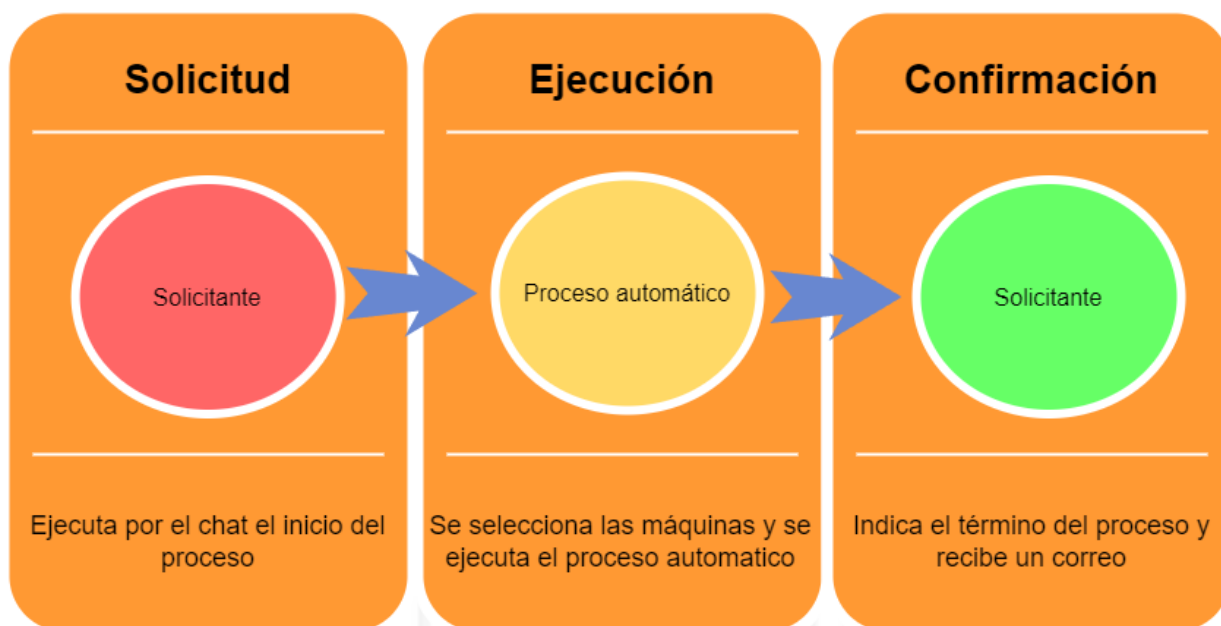 Solicitud
Solicitante
Ejecuta por el chat el inicio del
proceso
Ejecución
Proceso automático
Se selecciona las máquinas y se
ejecuta el proceso automatico
Confirmación
Solicitante
Indica el término del proceso y
recibe un correo